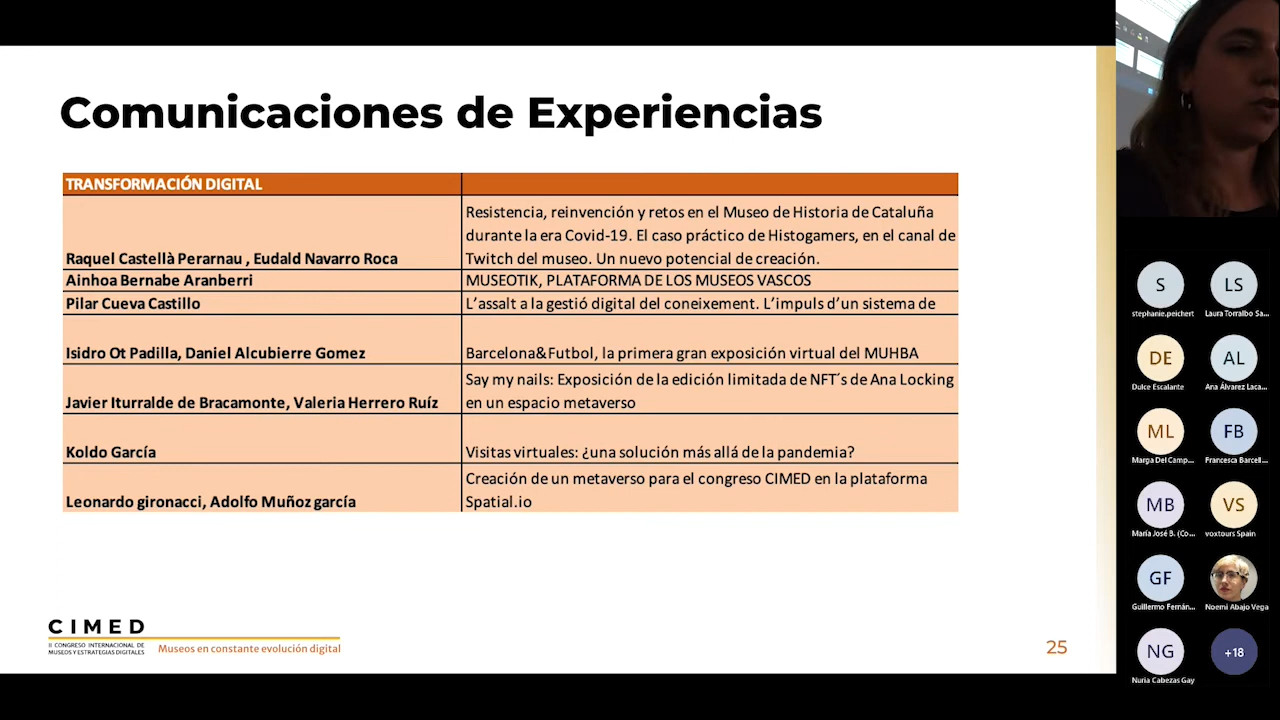 Comunicaciones de Experiencias
TRANSFORMACIÓN DIGITAL
Raquel Castellà Perarnau , Eudald Navarro Roca
Resistencia, reinvención y retos en el Museo de Historia de Cataluña
durante la era Covid-19. El caso práctico de Histogamers, en el canal de
Twitch del museo. Un nuevo potencial de creación.
Ainhoa Bernabe Aranberri
MUSEOTIK, PLATAFORMA DE LOS MUSEOS VASCOS
Pilar Cueva Castillo
L’assalt a la gestió digital del coneixement. L’impuls d’un sistema de
Isidro Ot Padilla, Daniel Alcubierre Gomez
Barcelona&Futbol, la primera gran exposición virtual del MUHBA
Javier Iturralde de Bracamonte, Valeria Herrero Ruíz
Say my nails: Exposición de la edición limitada de NFT´s de Ana Locking
en un espacio metaverso
Koldo García
Visitas virtuales: ¿una solución más allá de la pandemia?
Leonardo gironacci, Adolfo Muñoz garcía
Creación de un metaverso para el congreso CIMED en la plataforma
Spatial.io
CIMED
II CONGRESO INTERNACIONAL DE
MUSEOS Y ESTRATEGIAS DIGITALES
Museos en constante evolución digital
25
S
stephanie.peichert
LS
Laura Torralbo Sa...
DE
Dulce Escalante
AL
Ana Álvarez Laca...
ML
Marga Del Camp...
FB
Francesca Barcell...
MB
María José B. (Co...
VS
voxtours Spain
GF
Guillermo Fernán...
Noemi Abajo Vega
NG
Nuria Cabezas Gay
+18